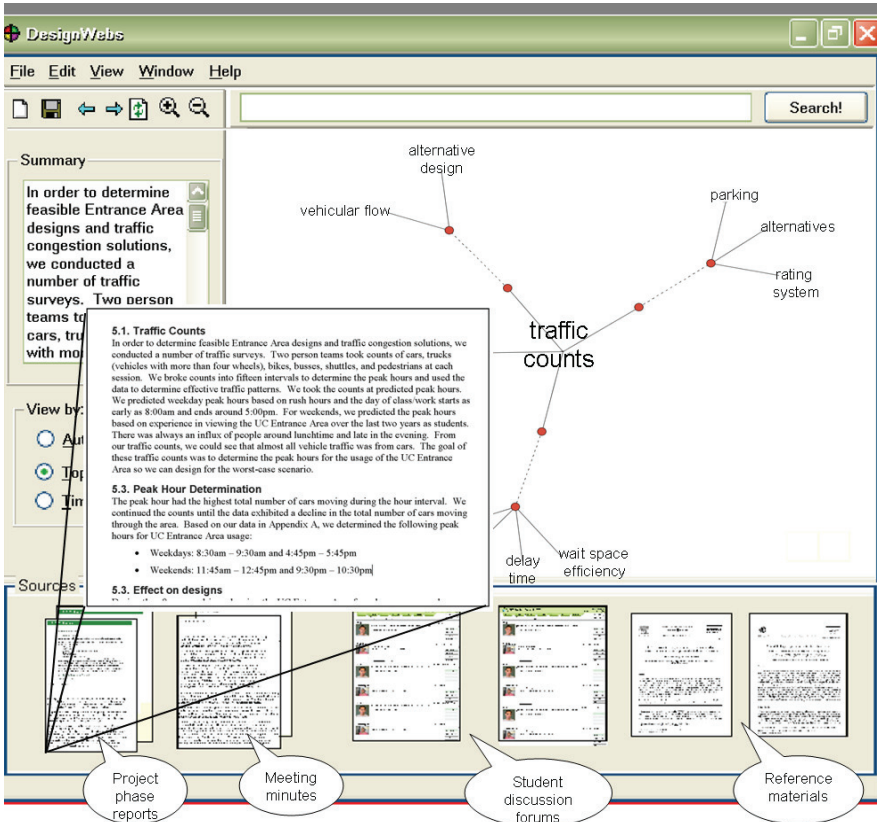 DesignWebs
File Edit View Window Help
Search!
Summary
In order to determine
feasible Entrance Area
designs and traffic
congestion solutions,
we conducted a
number of traffic
surveys. Two person
teams
cars,
with
alternative
design
vehicular flow
parking
alternatives
rating
system
traffic
counts
delay
time
wait space
efficiency
5.1. Traffic Counts
In order to determine feasible Entrance Area designs and traffic congestion solutions, we
conducted a number of traffic surveys. Two person teams took counts of cars, trucks
(vehicles with more than four wheels), bikes, busses, shuttles, and pedestrians at each
session. We broke counts into fifteen intervals to determine the peak hours and used the
data to determine effective traffic patterns. We took the counts at predicted peak hours.
We predicted weekday peak hours based on rush hours and the day of class/work starts as
early as 8:00am and ends around 5:00pm. For weekends, we predicted the peak hours
based on experience in viewing the UC Entrance Area over the last two years as students.
There was always an influx of people around lunchtime and late in the evening. From
our traffic counts, we could see that almost all vehicle traffic was from cars. The goal of
these traffic counts was to determine the peak hours for the usage of the UC Entrance
Area so we can design for the worst-case scenario.
5.3. Peak Hour Determination
The peak hour had the highest total number of cars moving during the hour interval. We
continued the counts until the data exhibited a decline in the total number of cars moving
through the area. Based on our data in Appendix A, we determined the following peak
hours for UC Entrance Area usage:
• Weekdays: 8:30am – 9:30am and 4:45pm – 5:45pm
• Weekends: 11:45am – 12:45pm and 9:30pm – 10:30pm
5.3. Effect on designs
View by:
Sources
Project
phase
reports
Meeting
minutes
Student
discussion
forums
Reference
materials